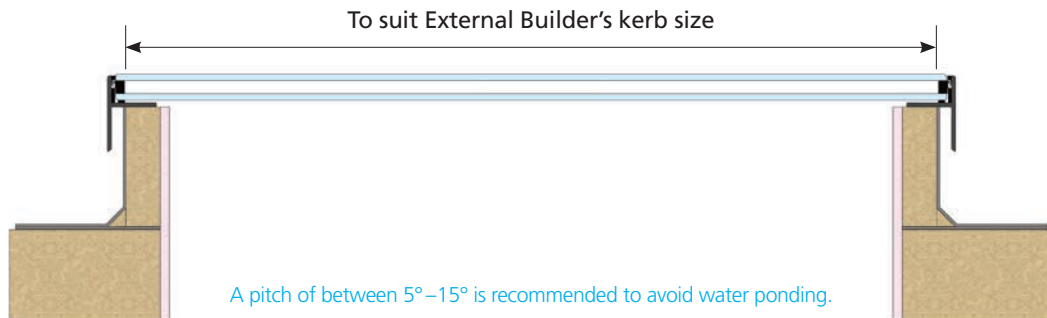 To suit External Builder's kerb size
A pitch of between 5°–15° is recommended to avoid water ponding.